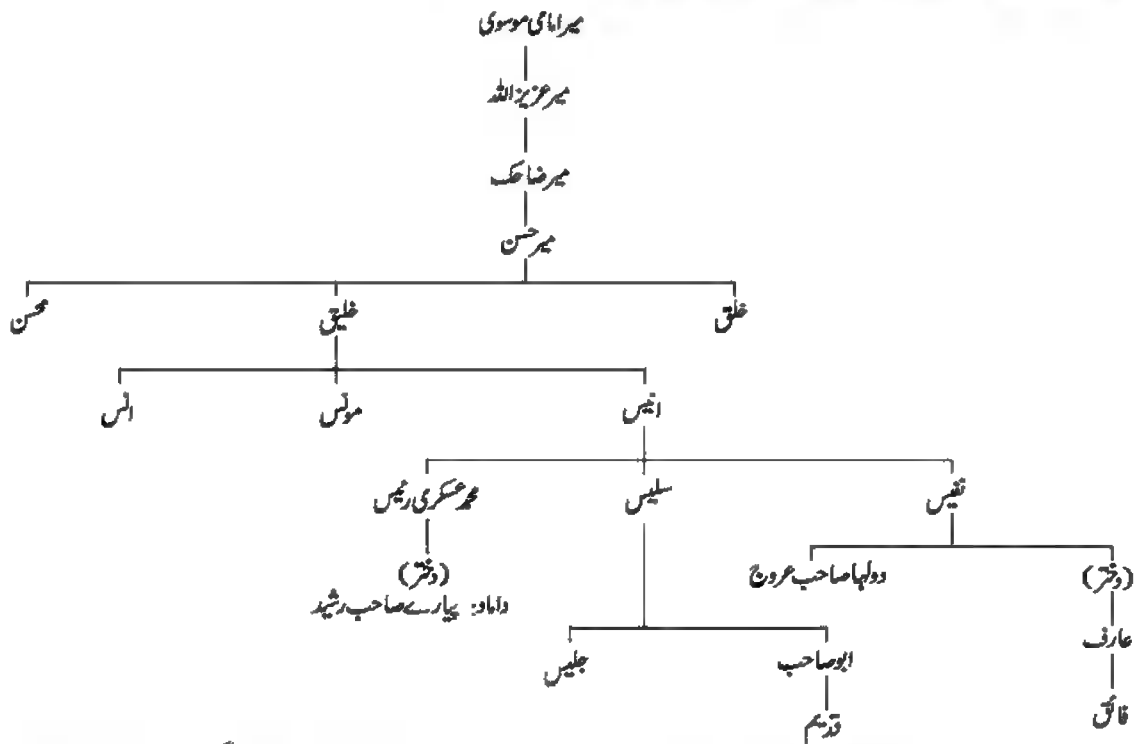 میر امامی موسوی
میر عزیز اللہ
میر ضاحک
میر حسن
خلق
خلیق
محسن
انیس
مونس
انس
نفیس
سلیس
محمد عسکری رئیس
(دختر)
دولہا صاحب عروج
(دختر)
داماد: پیارے صاحب رشید
عارف
ابو صاحب
جلیس
فائق
قدیم